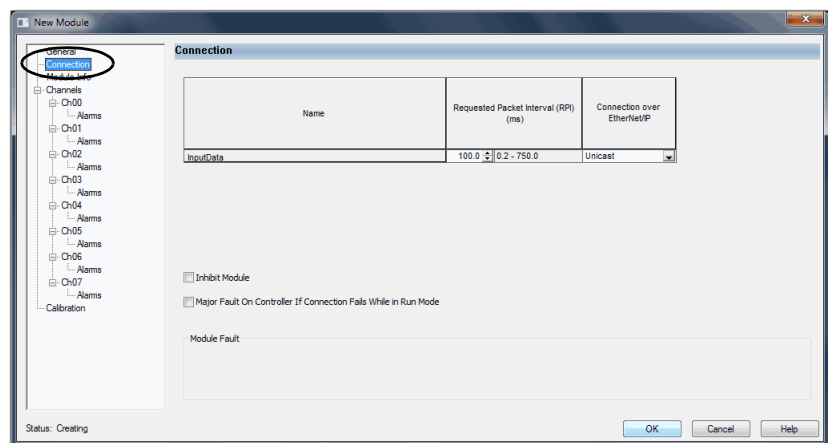 New Module
General
Connection
Module Info
Channels
Ch00
Alarms
Ch01
Alarms
Ch02
Alarms
Ch03
Alarms
Ch04
Alarms
Ch05
Alarms
Ch06
Alarms
Ch07
Alarms
Calibration
Connection
Name
Requested Packet Interval (RPI)
(ms)
Connection over
EtherNet/IP
InputData 100.0 0.2 - 750.0 Unicast
Inhibit Module
Major Fault On Controller If Connection Fails While in Run Mode
Module Fault
Status: Creating
OK Cancel Help